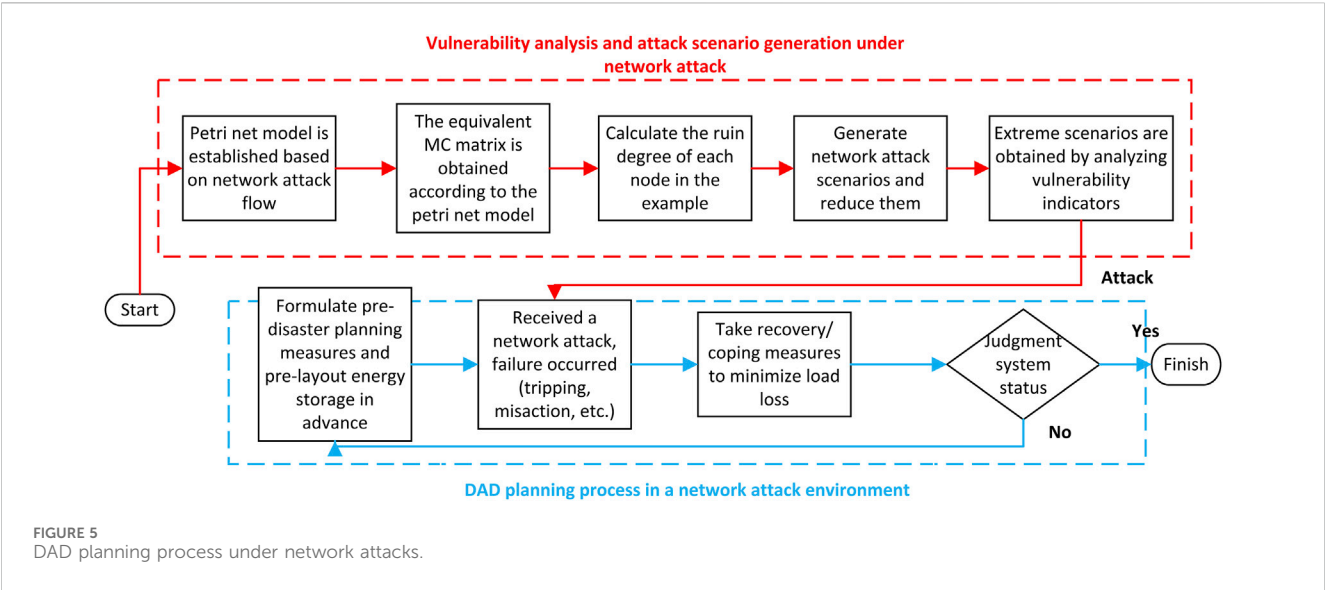 Vulnerability analysis and attack scenario generation under
network attack
Petri net model is
established based
on network attack
flow
The equivalent
MC matrix is
obtained
according to the
petri net model
Calculate the ruin
degree of each
node in the
example
Generate
network attack
scenarios and
reduce them
Extreme scenarios are
obtained by analyzing
vulnerability
indicators
Attack
Start
Formulate pre-
disaster planning
measures and
pre-layout energy
storage in
advance
Received a
network attack,
failure occurred
(tripping,
misaction, etc.)
Take recovery/
coping measures
to minimize load
loss
Judgment
system
status
Yes
Finish
No
DAD planning process in a network attack environment
FIGURE 5
DAD planning process under network attacks.